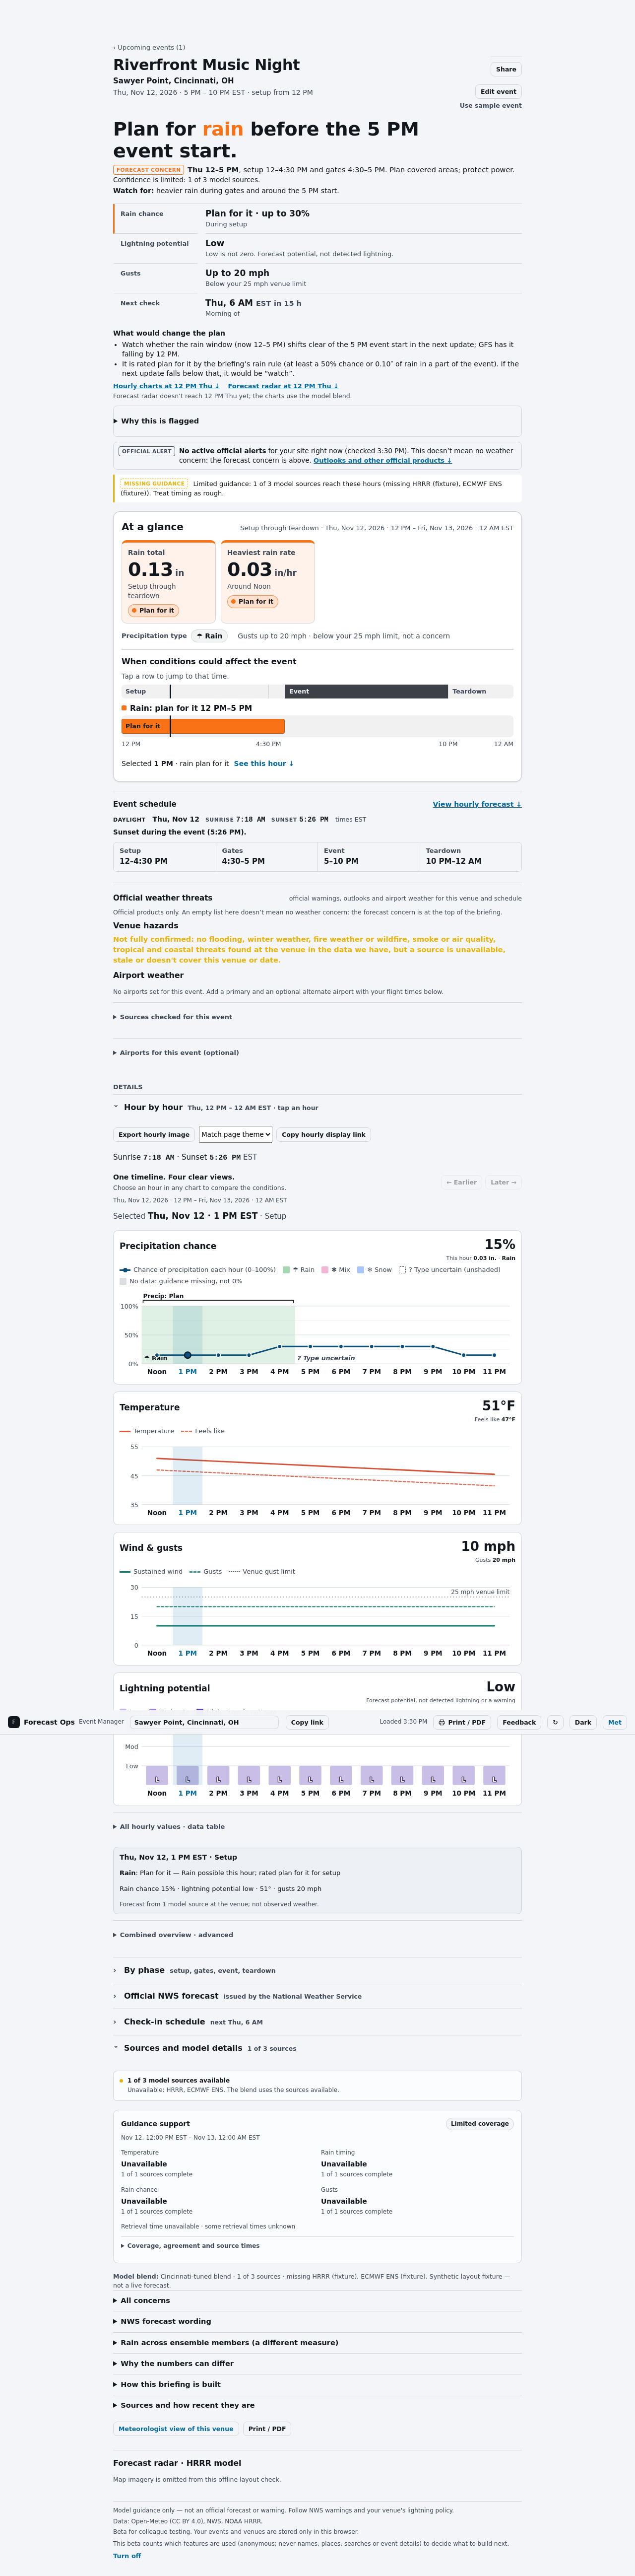 ‹ Upcoming events (1)
Riverfront Music Night
Sawyer Point, Cincinnati, OH
Thu, Nov 12, 2026 · 5 PM – 10 PM EST · setup from 12 PM
Share
Edit event
Use sample event
Plan for rain before the 5 PM
event start.
FORECAST CONCERN Thu 12–5 PM, setup 12–4:30 PM and gates 4:30–5 PM. Plan covered areas; protect power.
Confidence is limited: 1 of 3 model sources.
Watch for: heavier rain during gates and around the 5 PM start.
Rain chance
Plan for it · up to 30%
During setup
Lightning potential
Low
Low is not zero. Forecast potential, not detected lightning.
Gusts
Up to 20 mph
Below your 25 mph venue limit
Next check
Thu, 6 AM EST in 15 h
Morning of
What would change the plan
• Watch whether the rain window (now 12–5 PM) shifts clear of the 5 PM event start in the next update; GFS has it
falling by 12 PM.
• It is rated plan for it by the briefing's rain rule (at least a 50% chance or 0.10″ of rain in a part of the event). If the
next update falls below that, it would be “watch”.
Hourly charts at 12 PM Thu ↓ Forecast radar at 12 PM Thu ↓
Forecast radar doesn't reach 12 PM Thu yet; the charts use the model blend.
▶ Why this is flagged
OFFICIAL ALERT No active official alerts for your site right now (checked 3:30 PM). This doesn't mean no weather
concern: the forecast concern is above. Outlooks and other official products ↓
MISSING GUIDANCE Limited guidance: 1 of 3 model sources reach these hours (missing HRRR (fixture), ECMWF ENS
(fixture)). Treat timing as rough.
At a glance
Setup through teardown · Thu, Nov 12, 2026 · 12 PM – Fri, Nov 13, 2026 · 12 AM EST
Rain total
0.13 in
Setup through
teardown
Plan for it
Heaviest rain rate
0.03 in/hr
Around Noon
Plan for it
Precipitation type ☂ Rain Gusts up to 20 mph · below your 25 mph limit, not a concern
When conditions could affect the event
Tap a row to jump to that time.
Setup Event Teardown
Rain: plan for it 12 PM–5 PM
Plan for it
12 PM 4:30 PM 10 PM 12 AM
Selected 1 PM · rain plan for it See this hour ↓
Event schedule
View hourly forecast ↓
DAYLIGHT Thu, Nov 12 SUNRISE 7:18 AM SUNSET 5:26 PM times EST
Sunset during the event (5:26 PM).
Setup
12–4:30 PM
Gates
4:30–5 PM
Event
5–10 PM
Teardown
10 PM–12 AM
Official weather threats
official warnings, outlooks and airport weather for this venue and schedule
Official products only. An empty list here doesn't mean no weather concern: the forecast concern is at the top of the briefing.
Venue hazards
Not fully confirmed: no flooding, winter weather, fire weather or wildfire, smoke or air quality,
tropical and coastal threats found at the venue in the data we have, but a source is unavailable,
stale or doesn't cover this venue or date.
Airport weather
No airports set for this event. Add a primary and an optional alternate airport with your flight times below.
▶ Sources checked for this event
▶ Airports for this event (optional)
DETAILS
Hour by hour Thu, 12 PM – 12 AM EST · tap an hour
Export hourly image Match page theme Copy hourly display link
Sunrise 7:18 AM · Sunset 5:26 PM EST
One timeline. Four clear views.
Choose an hour in any chart to compare the conditions.
← Earlier Later →
Thu, Nov 12, 2026 · 12 PM – Fri, Nov 13, 2026 · 12 AM EST
Selected Thu, Nov 12 · 1 PM EST · Setup
Precipitation chance
15%
This hour 0.03 in. · Rain
Chance of precipitation each hour (0–100%) ☂ Rain ✱ Mix ❄ Snow ? Type uncertain (unshaded)
No data: guidance missing, not 0%
Precip: Plan
100%
50%
0%
☂ Rain
? Type uncertain
Noon 1 PM 2 PM 3 PM 4 PM 5 PM 6 PM 7 PM 8 PM 9 PM 10 PM 11 PM
Temperature
51°F
Feels like 47°F
Temperature Feels like
55
45
35
Noon 1 PM 2 PM 3 PM 4 PM 5 PM 6 PM 7 PM 8 PM 9 PM 10 PM 11 PM
Wind & gusts
10 mph
Gusts 20 mph
Sustained wind Gusts Venue gust limit
30
25 mph venue limit
15
0
Noon 1 PM 2 PM 3 PM 4 PM 5 PM 6 PM 7 PM 8 PM 9 PM 10 PM 11 PM
Lightning potential
Low
Forecast potential, not detected lightning or a warning
Forecast Ops Event Manager Sawyer Point, Cincinnati, OH Copy link Loaded 3:30 PM Print / PDF Feedback ↻ Dark Met
Mod
Low
L L L L L L L L L L L L
Noon 1 PM 2 PM 3 PM 4 PM 5 PM 6 PM 7 PM 8 PM 9 PM 10 PM 11 PM
▶ All hourly values · data table
Thu, Nov 12, 1 PM EST · Setup
Rain: Plan for it — Rain possible this hour; rated plan for it for setup
Rain chance 15% · lightning potential low · 51° · gusts 20 mph
Forecast from 1 model source at the venue; not observed weather.
▶ Combined overview · advanced
› By phase setup, gates, event, teardown
› Official NWS forecast issued by the National Weather Service
› Check-in schedule next Thu, 6 AM
Sources and model details 1 of 3 sources
1 of 3 model sources available
Unavailable: HRRR, ECMWF ENS. The blend uses the sources available.
Guidance support
Limited coverage
Nov 12, 12:00 PM EST – Nov 13, 12:00 AM EST
Temperature
Unavailable
1 of 1 sources complete
Rain timing
Unavailable
1 of 1 sources complete
Rain chance
Unavailable
1 of 1 sources complete
Gusts
Unavailable
1 of 1 sources complete
Retrieval time unavailable · some retrieval times unknown
▶ Coverage, agreement and source times
Model blend: Cincinnati-tuned blend · 1 of 3 sources · missing HRRR (fixture), ECMWF ENS (fixture). Synthetic layout fixture —
not a live forecast.
▶ All concerns
▶ NWS forecast wording
▶ Rain across ensemble members (a different measure)
▶ Why the numbers can differ
▶ How this briefing is built
▶ Sources and how recent they are
Meteorologist view of this venue Print / PDF
Forecast radar · HRRR model
Map imagery is omitted from this offline layout check.
Model guidance only — not an official forecast or warning. Follow NWS warnings and your venue's lightning policy.
Data: Open-Meteo (CC BY 4.0), NWS, NOAA HRRR.
Beta for colleague testing. Your events and venues are stored only in this browser.
This beta counts which features are used (anonymous; never names, places, searches or event details) to decide what to build next.
Turn off